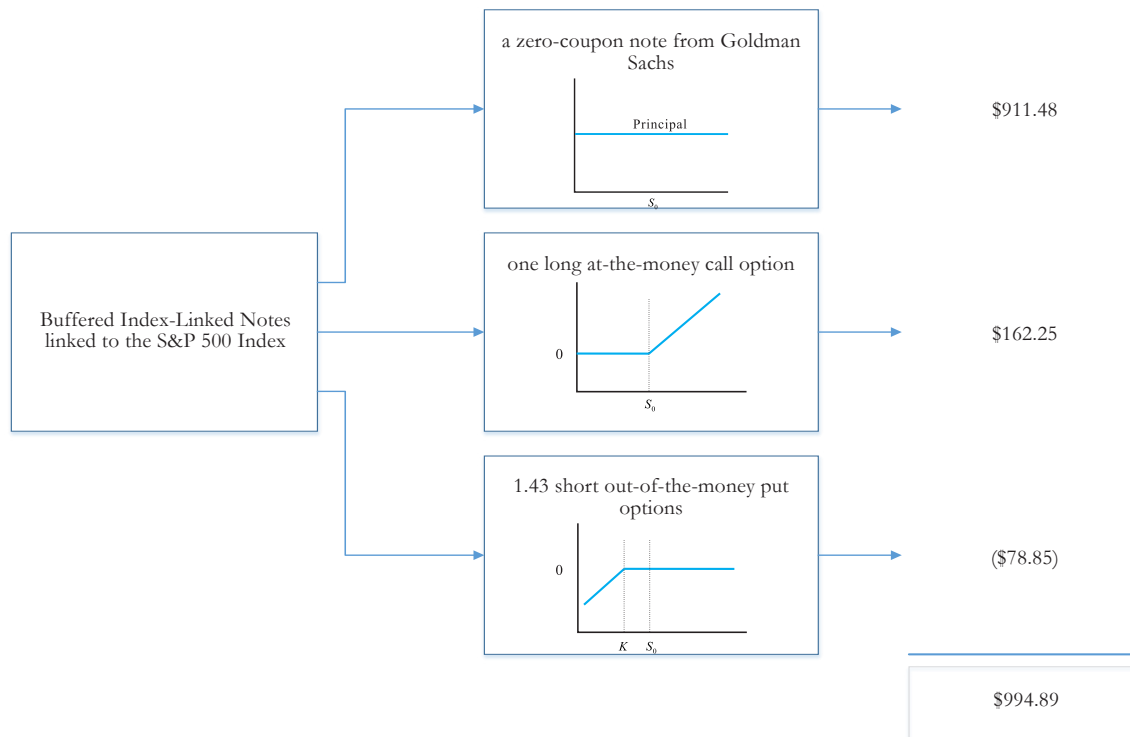 a zero-coupon note from Goldman
Sachs
Principal
S₀
$911.48
Buffered Index-Linked Notes
linked to the S&P 500 Index
one long at-the-money call option
0
S₀
$162.25
1.43 short out-of-the-money put
options
0
K S₀
($78.85)
$994.89